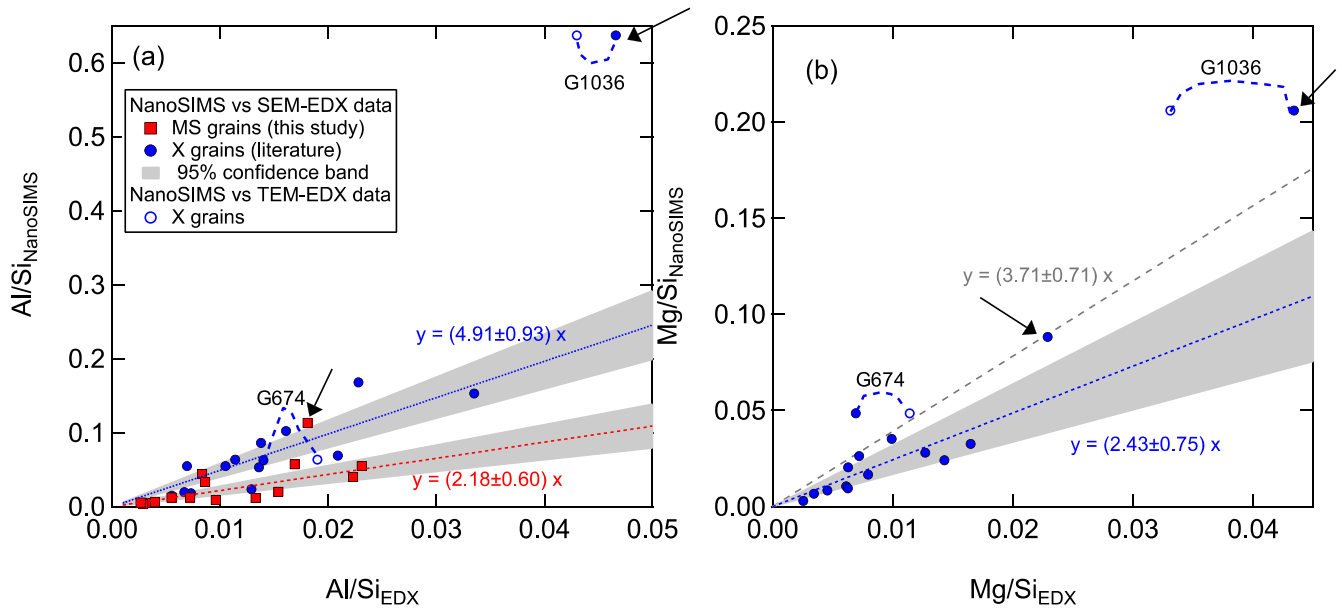 (a)
G1036
NanoSIMS vs SEM-EDX data
MS grains (this study)
X grains (literature)
95% confidence band
NanoSIMS vs TEM-EDX data
X grains
y = (4.91±0.93) x
G674
y = (2.18±0.60) x
0.6
0.5
0.4
0.3
0.2
0.1
0.0
Al/SiNanoSIMS
0.00
0.01
0.02
0.03
0.04
0.05
Al/SiEDX
(b)
G1036
y = (3.71±0.71) x
G674
y = (2.43±0.75) x
0.25
0.20
0.15
0.10
0.05
0.00
Mg/SiNanoSIMS
0.00
0.01
0.02
0.03
0.04
Mg/SiEDX